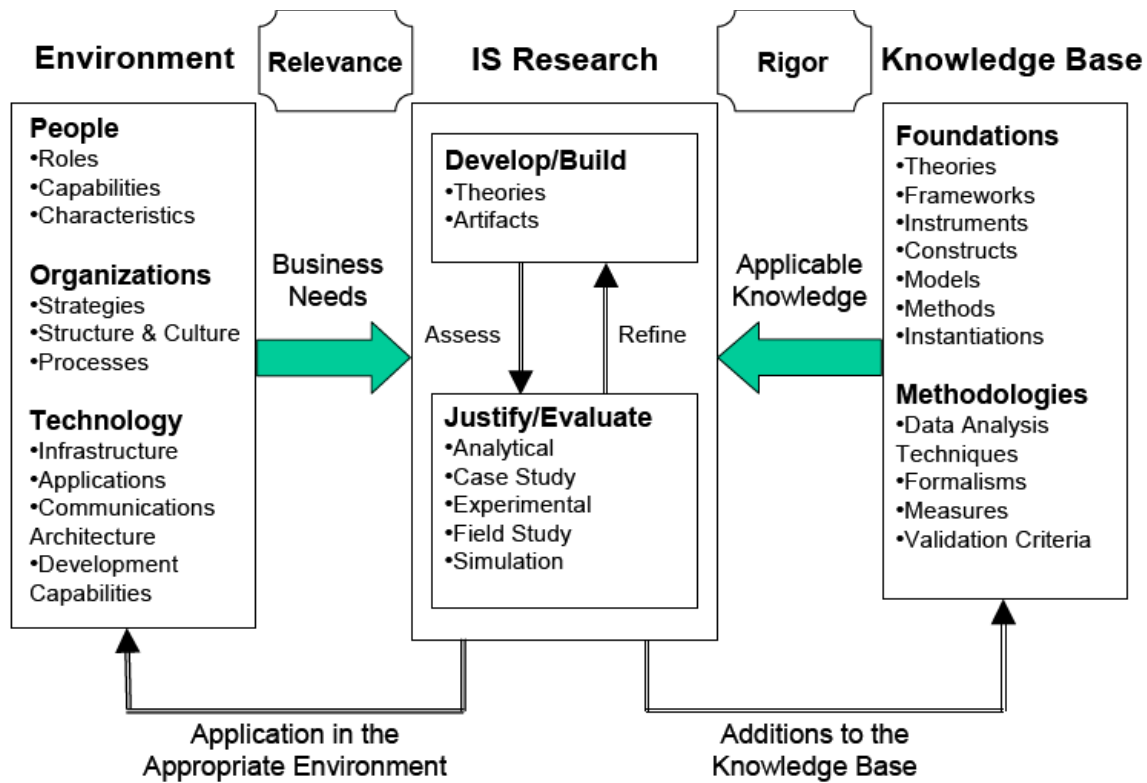 Environment
Relevance
IS Research
Rigor
Knowledge Base
People
•Roles
•Capabilities
•Characteristics
Organizations
•Strategies
•Structure & Culture
•Processes
Technology
•Infrastructure
•Applications
•Communications
Architecture
•Development
Capabilities
Business
Needs
Develop/Build
•Theories
•Artifacts
Assess
Refine
Justify/Evaluate
•Analytical
•Case Study
•Experimental
•Field Study
•Simulation
Applicable
Knowledge
Foundations
•Theories
•Frameworks
•Instruments
•Constructs
•Models
•Methods
•Instantiations
Methodologies
•Data Analysis
Techniques
•Formalisms
•Measures
•Validation Criteria
Application in the
Appropriate Environment
Additions to the
Knowledge Base